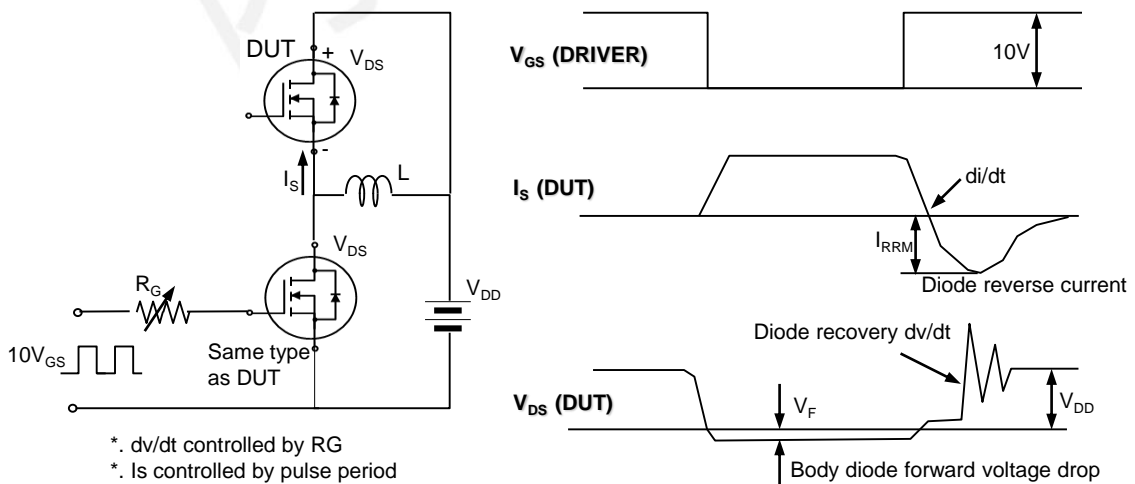 DUT
+
V_DS
-
I_S
L
V_DS
R_G
V_DD
10V_GS
Same type
as DUT
*. dv/dt controlled by RG
*. Is controlled by pulse period
V_GS (DRIVER)
10V
I_S (DUT)
di/dt
I_RRM
Diode reverse current
Diode recovery dv/dt
V_DS (DUT)
V_F
V_DD
Body diode forward voltage drop